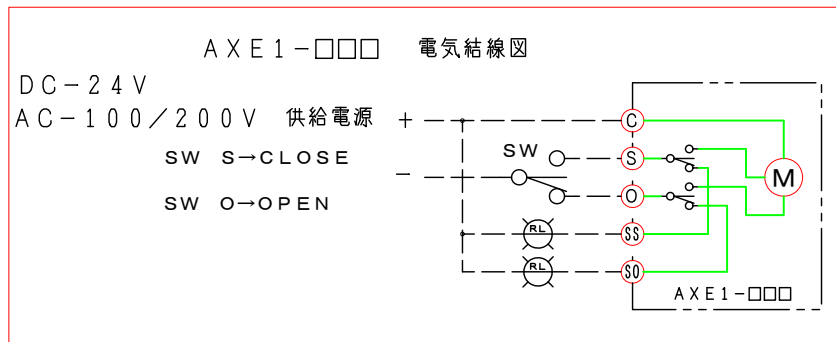 AXE1-□□□ 電気結線図
DC-24V
AC-100/200V 供給電源 +
C
SW S→CLOSE
SW
S
-
M
SW O→OPEN
O
RL
SS
RL
SO
AXE1-□□□